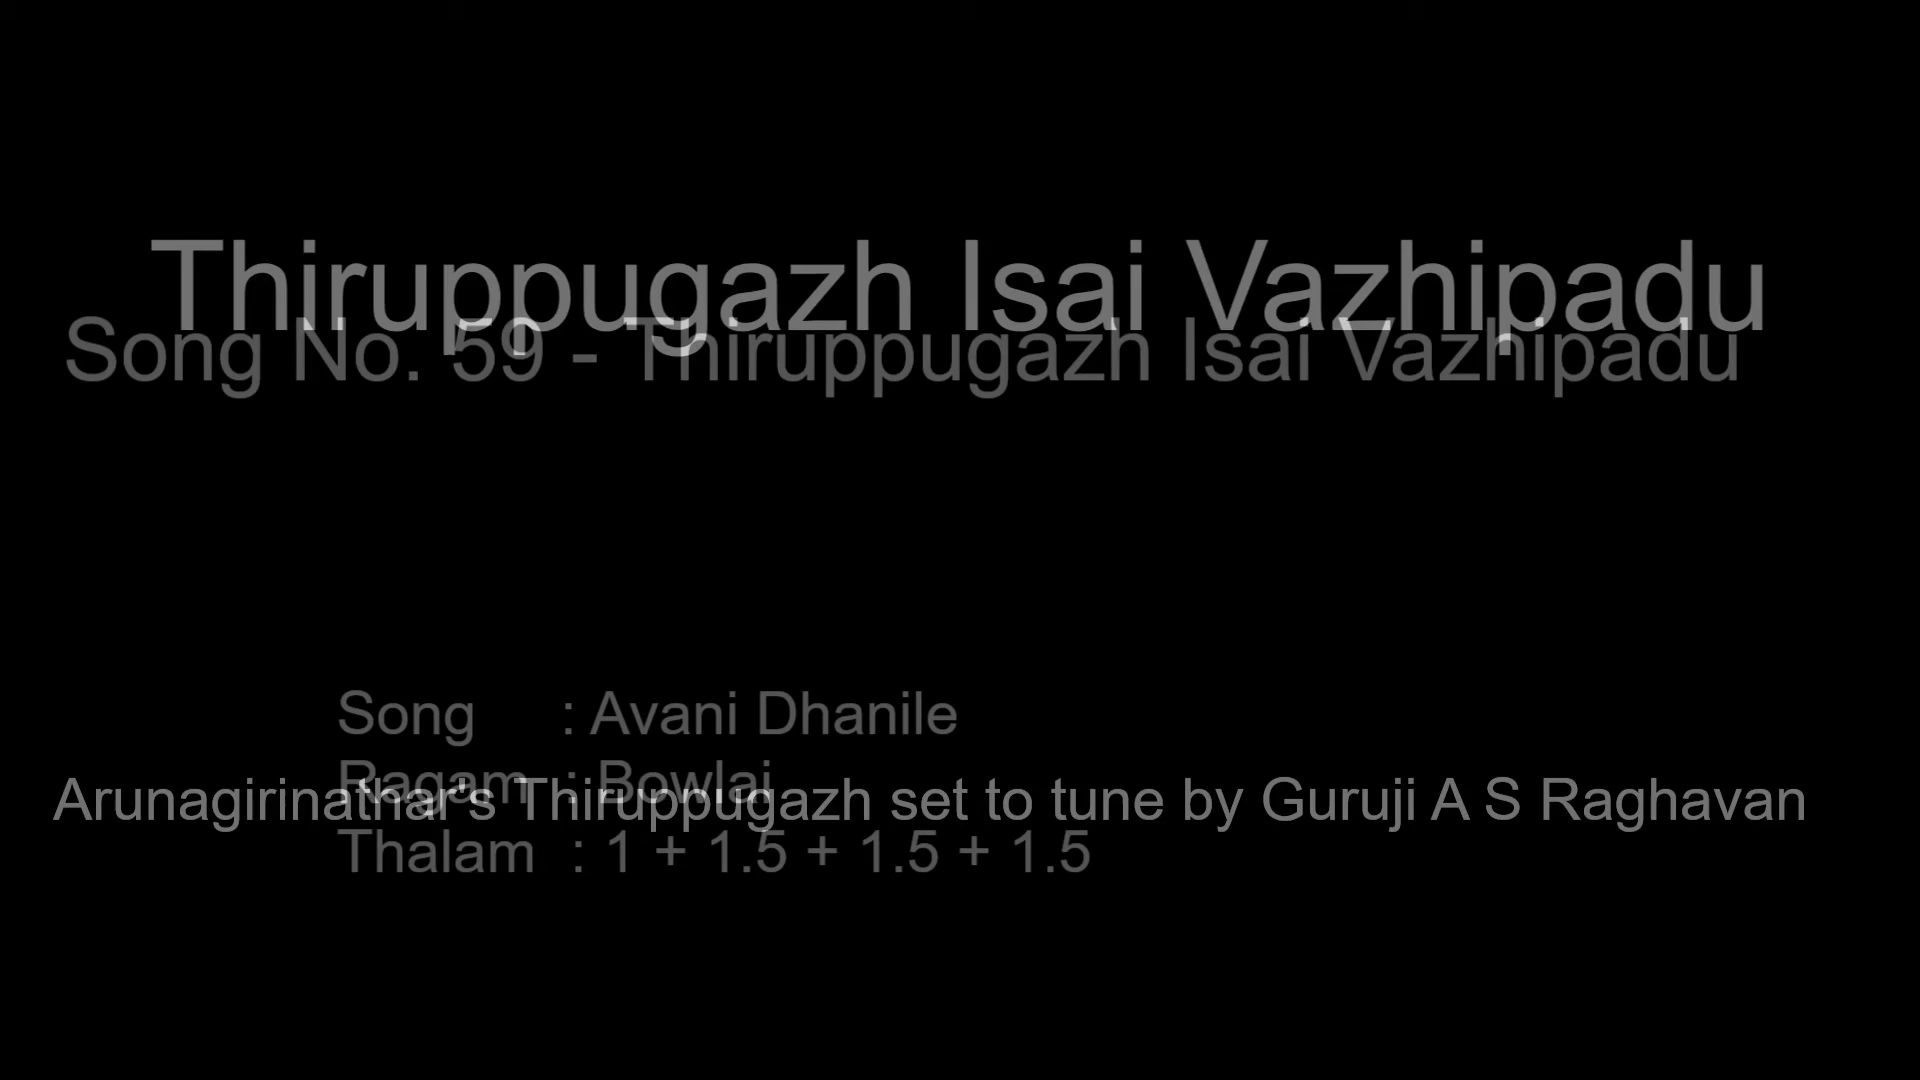 Thiruppugazh Isai Vazhipadu
Song No. 59 - Thiruppugazh Isai Vazhipadu
Song : Avani Dhanile
Ragam : Bowlai
Arunagirinathar's Thiruppugazh set to tune by Guruji A S Raghavan
Thalam : 1 + 1.5 + 1.5 + 1.5